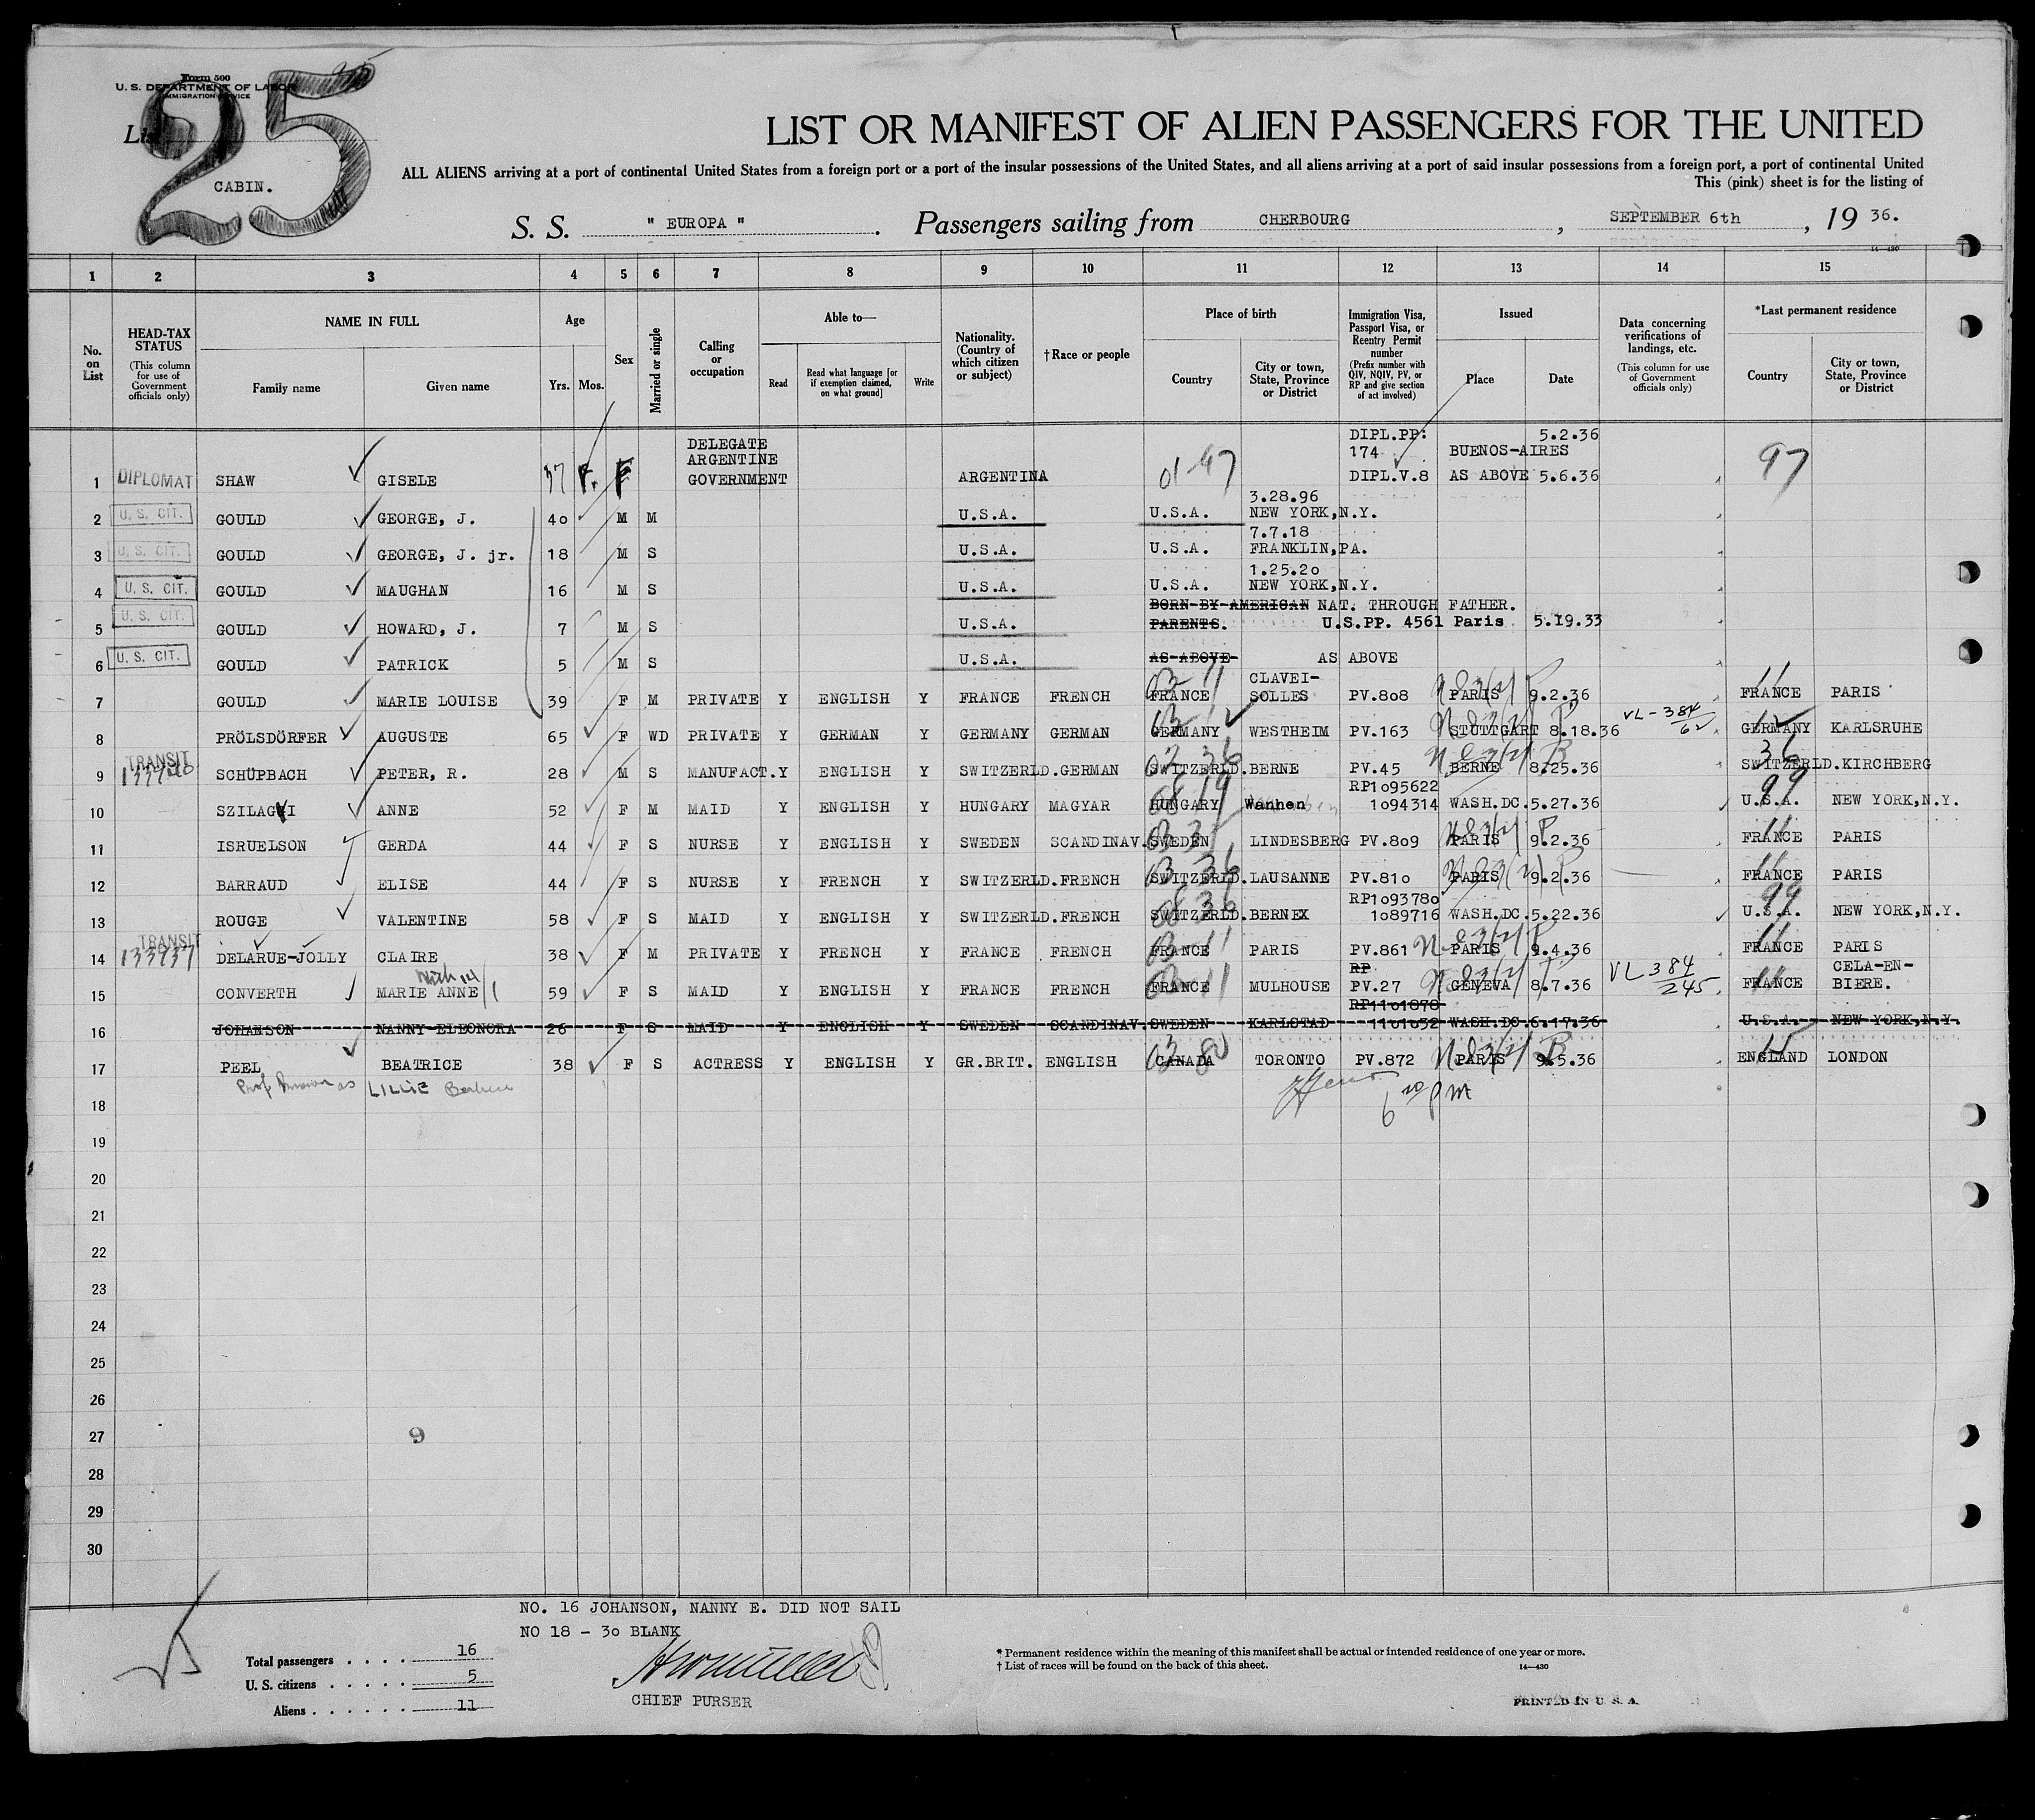 25
Form 500
U. S. DEPARTMENT OF LABOR
IMMIGRATION SERVICE
List
CABIN.
LIST OR MANIFEST OF ALIEN PASSENGERS FOR THE UNITED
ALL ALIENS arriving at a port of continental United States from a foreign port or a port of the insular possessions of the United States, and all aliens arriving at a port of said insular possessions from a foreign port, a port of continental United
This (pink) sheet is for the listing of
S. S. " EUROPA " . Passengers sailing from CHERBOURG , SEPTEMBER 6th , 19 36.
14—430
1 2 3 4 5 6 7 8 9 10 11 12 13 14 15
No. on List
HEAD-TAX STATUS (This column for use of Government officials only)
NAME IN FULL
Family name Given name
Age
Yrs. Mos.
Sex
Married or single
Calling or occupation
Able to—
Read Read what language [or if exemption claimed, on what ground] Write
Nationality. (Country of which citizen or subject)
†Race or people
Place of birth
Country City or town, State, Province or District
Immigration Visa, Passport Visa, or Reentry Permit number (Prefix number with QIV, NQIV, PV, or RP and give section of act involved)
Issued
Place Date
Data concerning verifications of landings, etc. (This column for use of Government officials only)
*Last permanent residence
Country City or town, State, Province or District
DELEGATE DIPL.PP: 5.2.36
ARGENTINE 174 BUENOS-AIRES
1 DIPLOMAT SHAW GISELE 37 F GOVERNMENT ARGENTINA 01-97 DIPL.V.8 AS ABOVE 5.6.36 97
3.28.96
2 U. S. CIT. GOULD GEORGE, J. 40 M M U.S.A. U.S.A. NEW YORK,N.Y.
7.7.18
3 U. S. CIT. GOULD GEORGE, J. jr. 18 M S U.S.A. U.S.A. FRANKLIN,PA.
1.25.20
4 U. S. CIT. GOULD MAUGHAN 16 M S U.S.A. U.S.A. NEW YORK,N.Y.
BORN BY AMERICAN NAT. THROUGH FATHER.
5 U. S. CIT. GOULD HOWARD, J. 7 M S U.S.A. PARENTS. U.S.PP. 4561 Paris 5.19.33
6 U. S. CIT. GOULD PATRICK 5 M S U.S.A. AS ABOVE AS ABOVE
CLAVEI-
7 GOULD MARIE LOUISE 39 F M PRIVATE Y ENGLISH Y FRANCE FRENCH FRANCE SOLLES PV.808 PARIS 9.2.36 FRANCE PARIS
8 PRÖLSDÖRFER AUGUSTE 65 F WD PRIVATE Y GERMAN Y GERMANY GERMAN GERMANY WESTHEIM PV.163 STUTTGART 8.18.36 VL-384/62 GERMANY KARLSRUHE
TRANSIT
9 SCHÜPBACH PETER, R. 28 M S MANUFACT. Y ENGLISH Y SWITZERLD. GERMAN SWITZERLD. BERNE PV.45 BERNE 8.25.36 SWITZERLD. KIRCHBERG
RP1095622
10 SZILAGYI ANNE 52 F M MAID Y ENGLISH Y HUNGARY MAGYAR HUNGARY Wannen 1094314 WASH.DC. 5.27.36 U.S.A. NEW YORK,N.Y.
11 ISRUELSON GERDA 44 F S NURSE Y ENGLISH Y SWEDEN SCANDINAV. SWEDEN LINDESBERG PV.809 PARIS 9.2.36 FRANCE PARIS
12 BARRAUD ELISE 44 F S NURSE Y FRENCH Y SWITZERLD. FRENCH SWITZERLD. LAUSANNE PV.810 PARIS 9.2.36 FRANCE PARIS
RP1093780
13 ROUGE VALENTINE 58 F S MAID Y ENGLISH Y SWITZERLD. FRENCH SWITZERLD. BERNEX 1089716 WASH.DC. 5.22.36 U.S.A. NEW YORK,N.Y.
TRANSIT
14 133937 DELARUE-JOLLY CLAIRE 38 F M PRIVATE Y FRENCH Y FRANCE FRENCH FRANCE PARIS PV.861 PARIS 9.4.36 FRANCE PARIS
RP CELA-EN-
15 CONVERTH MARIE ANNE 59 F S MAID Y ENGLISH Y FRANCE FRENCH FRANCE MULHOUSE PV.27 GENEVA 8.7.36 VL 384/245 FRANCE BIERE.
RP1101878
16 JOHANSON NANNY ELEONORA 26 F S MAID Y ENGLISH Y SWEDEN SCANDINAV. SWEDEN KARLSTAD 1101032 WASH.DC. 6.17.36 U.S.A. NEW YORK,N.Y.
17 PEEL BEATRICE 38 F S ACTRESS Y ENGLISH Y GR.BRIT. ENGLISH CANADA TORONTO PV.872 PARIS 9.5.36 ENGLAND LONDON
Prof. known as LILLIE
18
19
20
21
22
23
24
25
26
27 9
28
29
30
NO. 16 JOHANSON, NANNY E. DID NOT SAIL
NO 18 - 30 BLANK
Total passengers 16
U. S. citizens 5
Aliens 11
CHIEF PURSER
* Permanent residence within the meaning of this manifest shall be actual or intended residence of one year or more.
† List of races will be found on the back of this sheet.
14—430
PRINTED IN U. S. A.